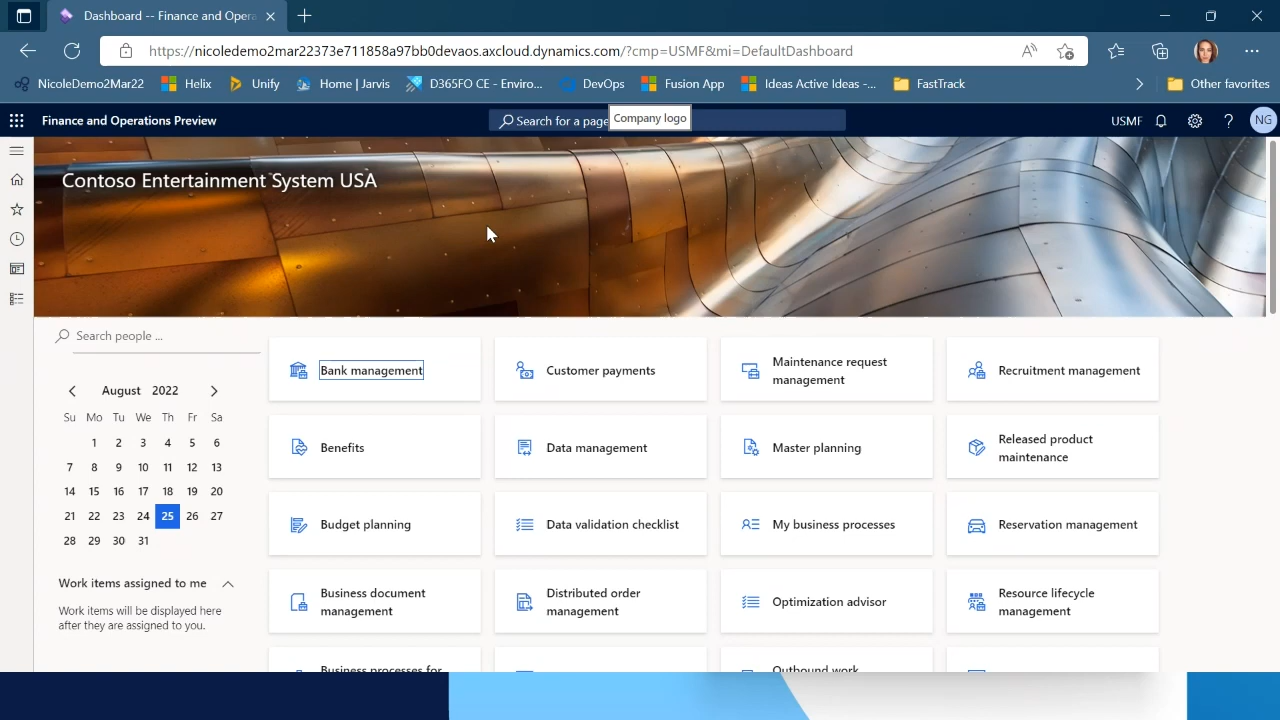 Dashboard -- Finance and Opera
https://nicoledemo2mar22373e711858a97bb0devaos.axcloud.dynamics.com/?cmp=USMF&mi=DefaultDashboard
NicoleDemo2Mar22 Helix Unify Home | Jarvis D365FO CE - Enviro... DevOps Fusion App Ideas Active Ideas -... FastTrack Other favorites
Finance and Operations Preview Search for a page Company logo USMF NG
Contoso Entertainment System USA
Search people ...
August 2022
Su Mo Tu We Th Fr Sa
1 2 3 4 5 6
7 8 9 10 11 12 13
14 15 16 17 18 19 20
21 22 23 24 25 26 27
28 29 30 31
Work items assigned to me
Work items will be displayed here
after they are assigned to you.
Bank management
Customer payments
Maintenance request
management
Recruitment management
Benefits
Data management
Master planning
Released product
maintenance
Budget planning
Data validation checklist
My business processes
Reservation management
Business document
management
Distributed order
management
Optimization advisor
Resource lifecycle
management
Business processes for
Outbound work